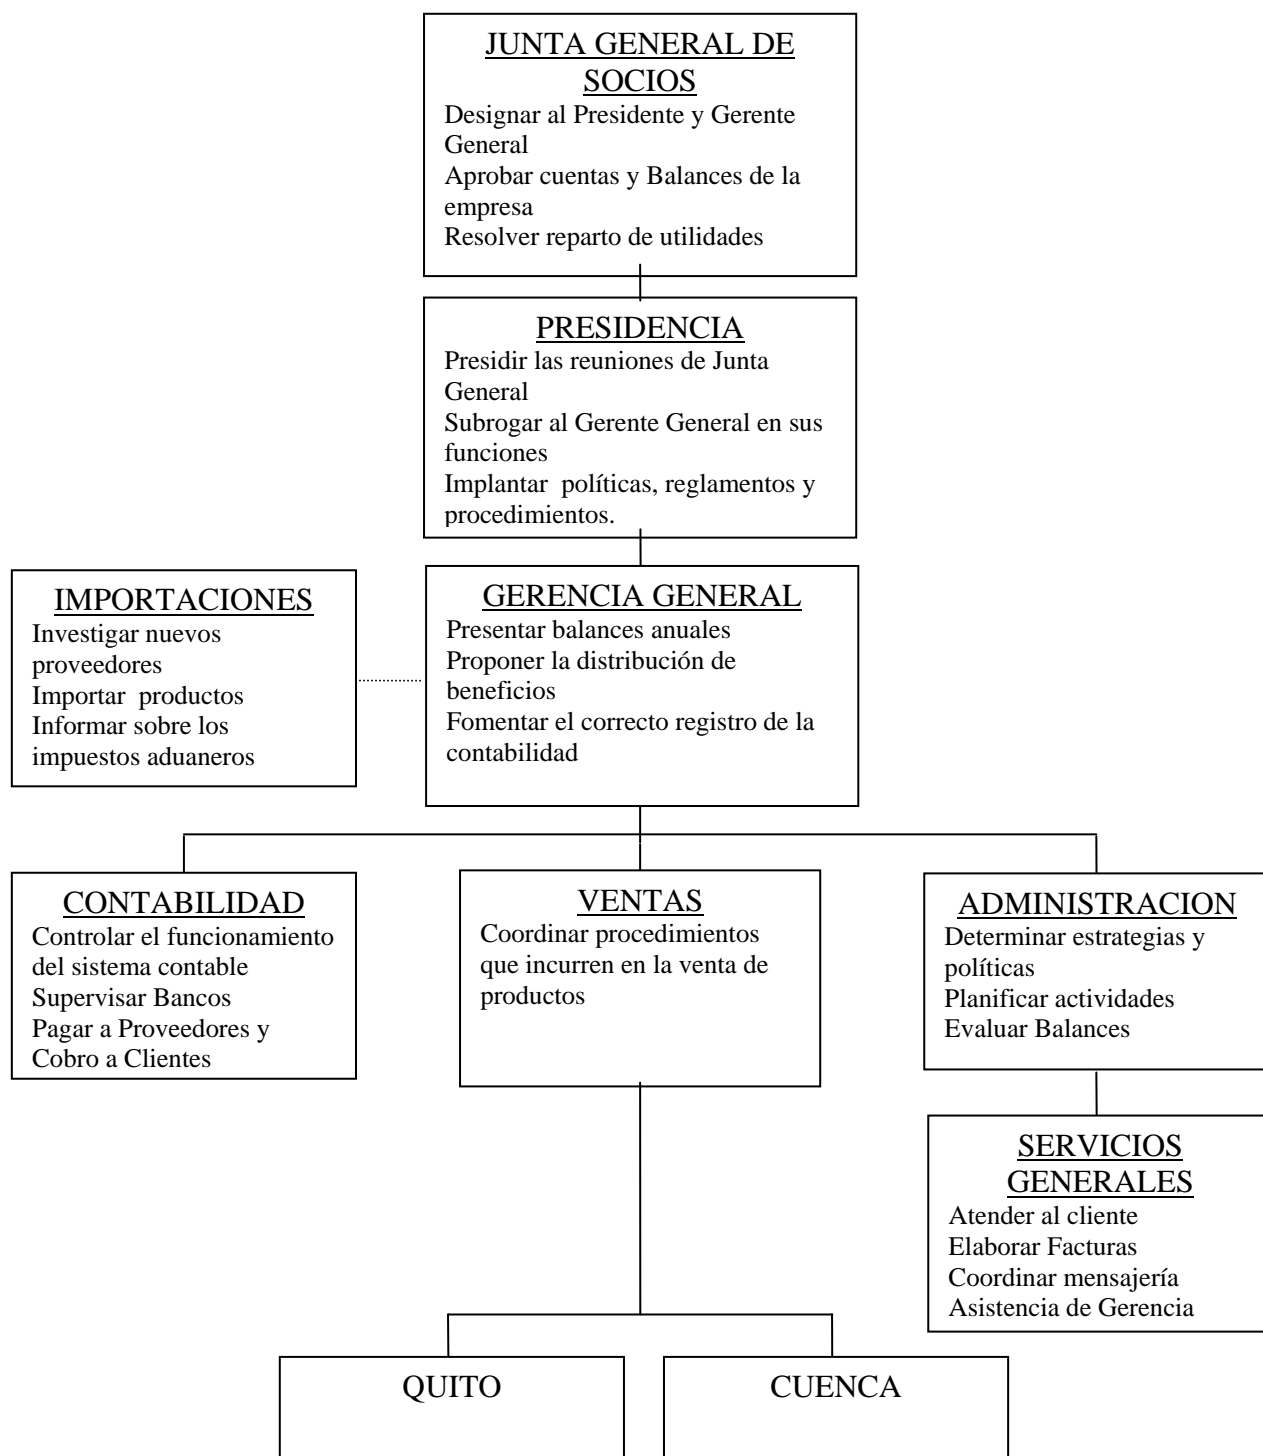 JUNTA GENERAL DE
SOCIOS
Designar al Presidente y Gerente
General
Aprobar cuentas y Balances de la
empresa
Resolver reparto de utilidades
PRESIDENCIA
Presidir las reuniones de Junta
General
Subrogar al Gerente General en sus
funciones
Implantar  políticas, reglamentos y
procedimientos.
IMPORTACIONES
Investigar nuevos
proveedores
Importar  productos
Informar sobre los
impuestos aduaneros
GERENCIA GENERAL
Presentar balances anuales
Proponer la distribución de
beneficios
Fomentar el correcto registro de la
contabilidad
CONTABILIDAD
Controlar el funcionamiento
del sistema contable
Supervisar Bancos
Pagar a Proveedores y
Cobro a Clientes
VENTAS
Coordinar procedimientos
que incurren en la venta de
productos
ADMINISTRACION
Determinar estrategias y
políticas
Planificar actividades
Evaluar Balances
SERVICIOS
GENERALES
Atender al cliente
Elaborar Facturas
Coordinar mensajería
Asistencia de Gerencia
QUITO
CUENCA